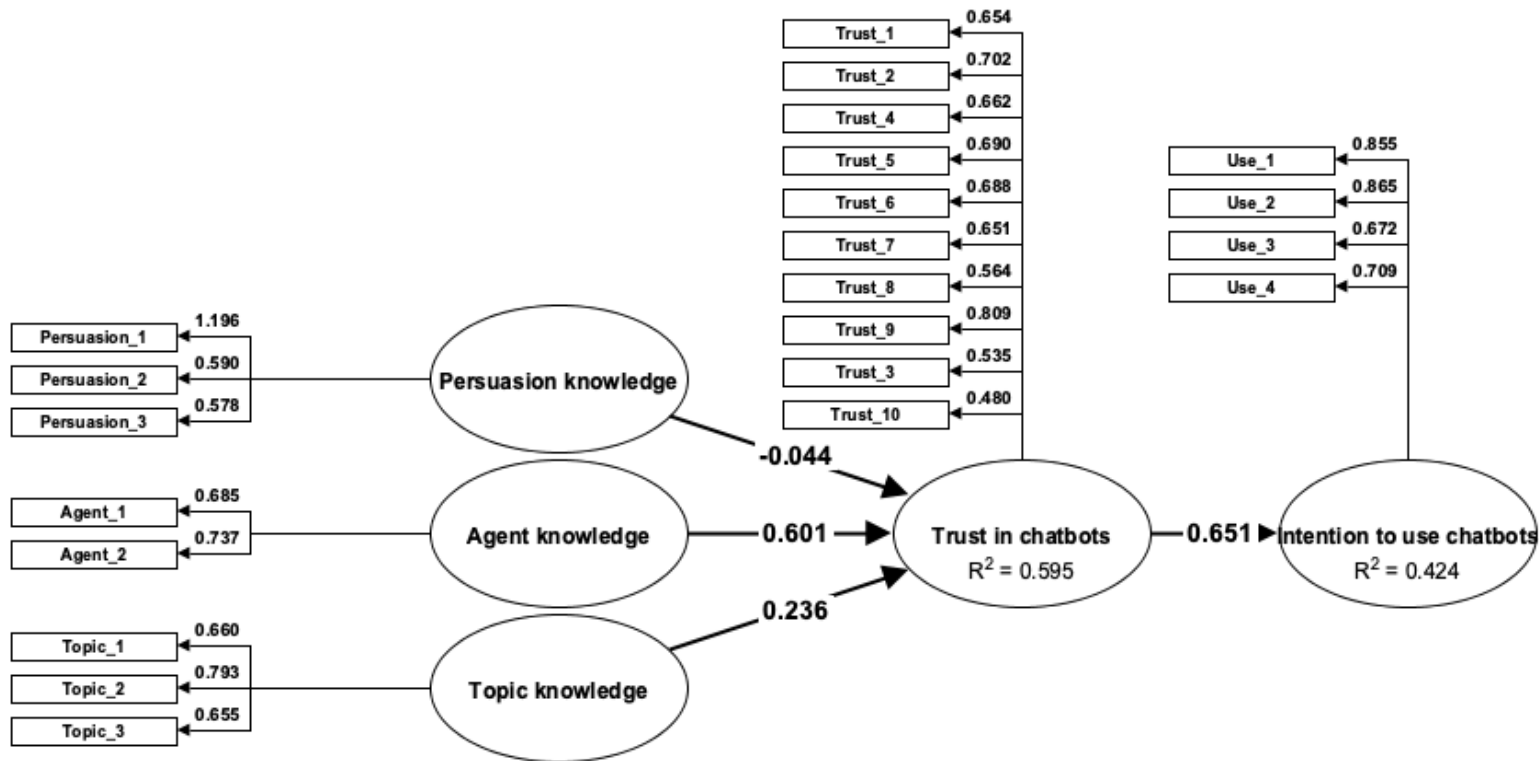 0.654
Trust_1
0.702
Trust_2
0.662
Trust_4
0.690
Trust_5
0.688
Trust_6
0.651
Trust_7
0.564
Trust_8
0.809
Trust_9
0.535
Trust_3
0.480
Trust_10
0.855
Use_1
0.865
Use_2
0.672
Use_3
0.709
Use_4
1.196
Persuasion_1
0.590
Persuasion_2
0.578
Persuasion_3
Persuasion knowledge
-0.044
0.685
Agent_1
0.737
Agent_2
Agent knowledge
0.601
Trust in chatbots
R² = 0.595
0.651
Intention to use chatbots
R² = 0.424
0.236
0.660
Topic_1
0.793
Topic_2
0.655
Topic_3
Topic knowledge